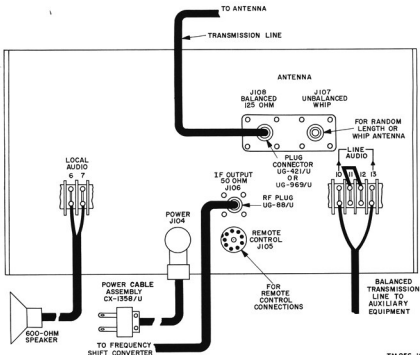 TO ANTENNA
TRANSMISSION LINE
ANTENNA
J108
BALANCED
125 OHM
J107
UNBALANCED
WHIP
FOR RANDOM
LENGTH OR
WHIP ANTENNA
PLUG
CONNECTOR
UG-421/U
OR
UG-969/U
LINE
AUDIO
10 11 12 13
LOCAL
AUDIO
6 7
IF OUTPUT
50 OHM
J106
RF PLUG
UG-88/U
POWER
J104
REMOTE
CONTROL
J105
POWER CABLE
ASSEMBLY
CX-1358/U
FOR
REMOTE
CONTROL
CONNECTIONS
BALANCED
TRANSMISSION
LINE TO
AUXILIARY
EQUIPMENT
600-OHM
SPEAKER
TO FREQUENCY
SHIFT CONVERTER